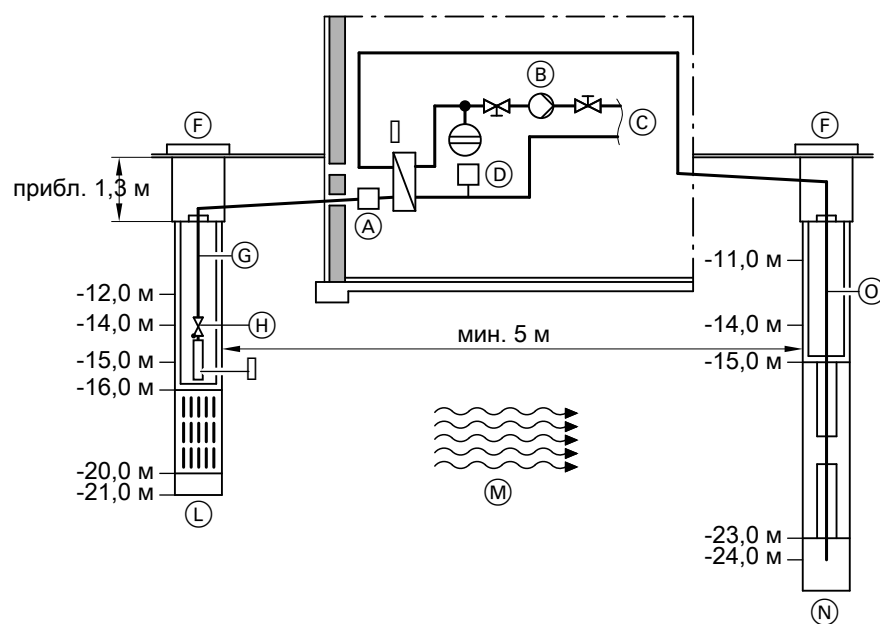 B
F
F
C
D
прибл. 1,3 м
A
G
-11,0 м
O
-12,0 м
-14,0 м
H
-14,0 м
мин. 5 м
-15,0 м
-15,0 м
-16,0 м
-20,0 м
-21,0 м
M
L
-23,0 м
-24,0 м
N